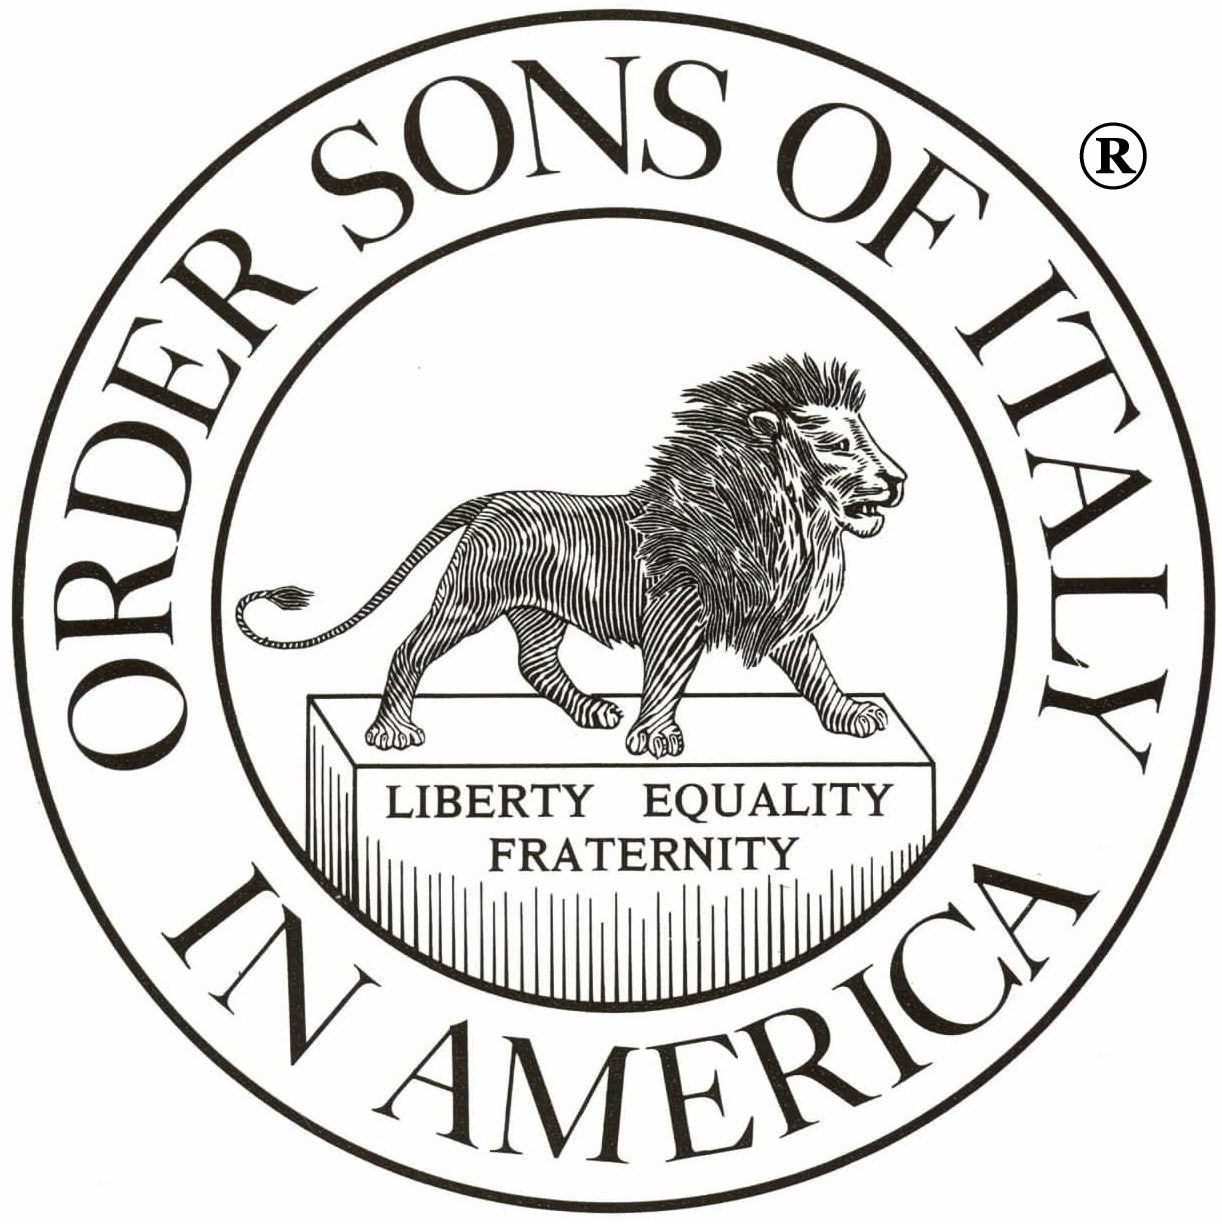 ORDER SONS OF ITALY
®
LIBERTY EQUALITY
FRATERNITY
IN AMERICA